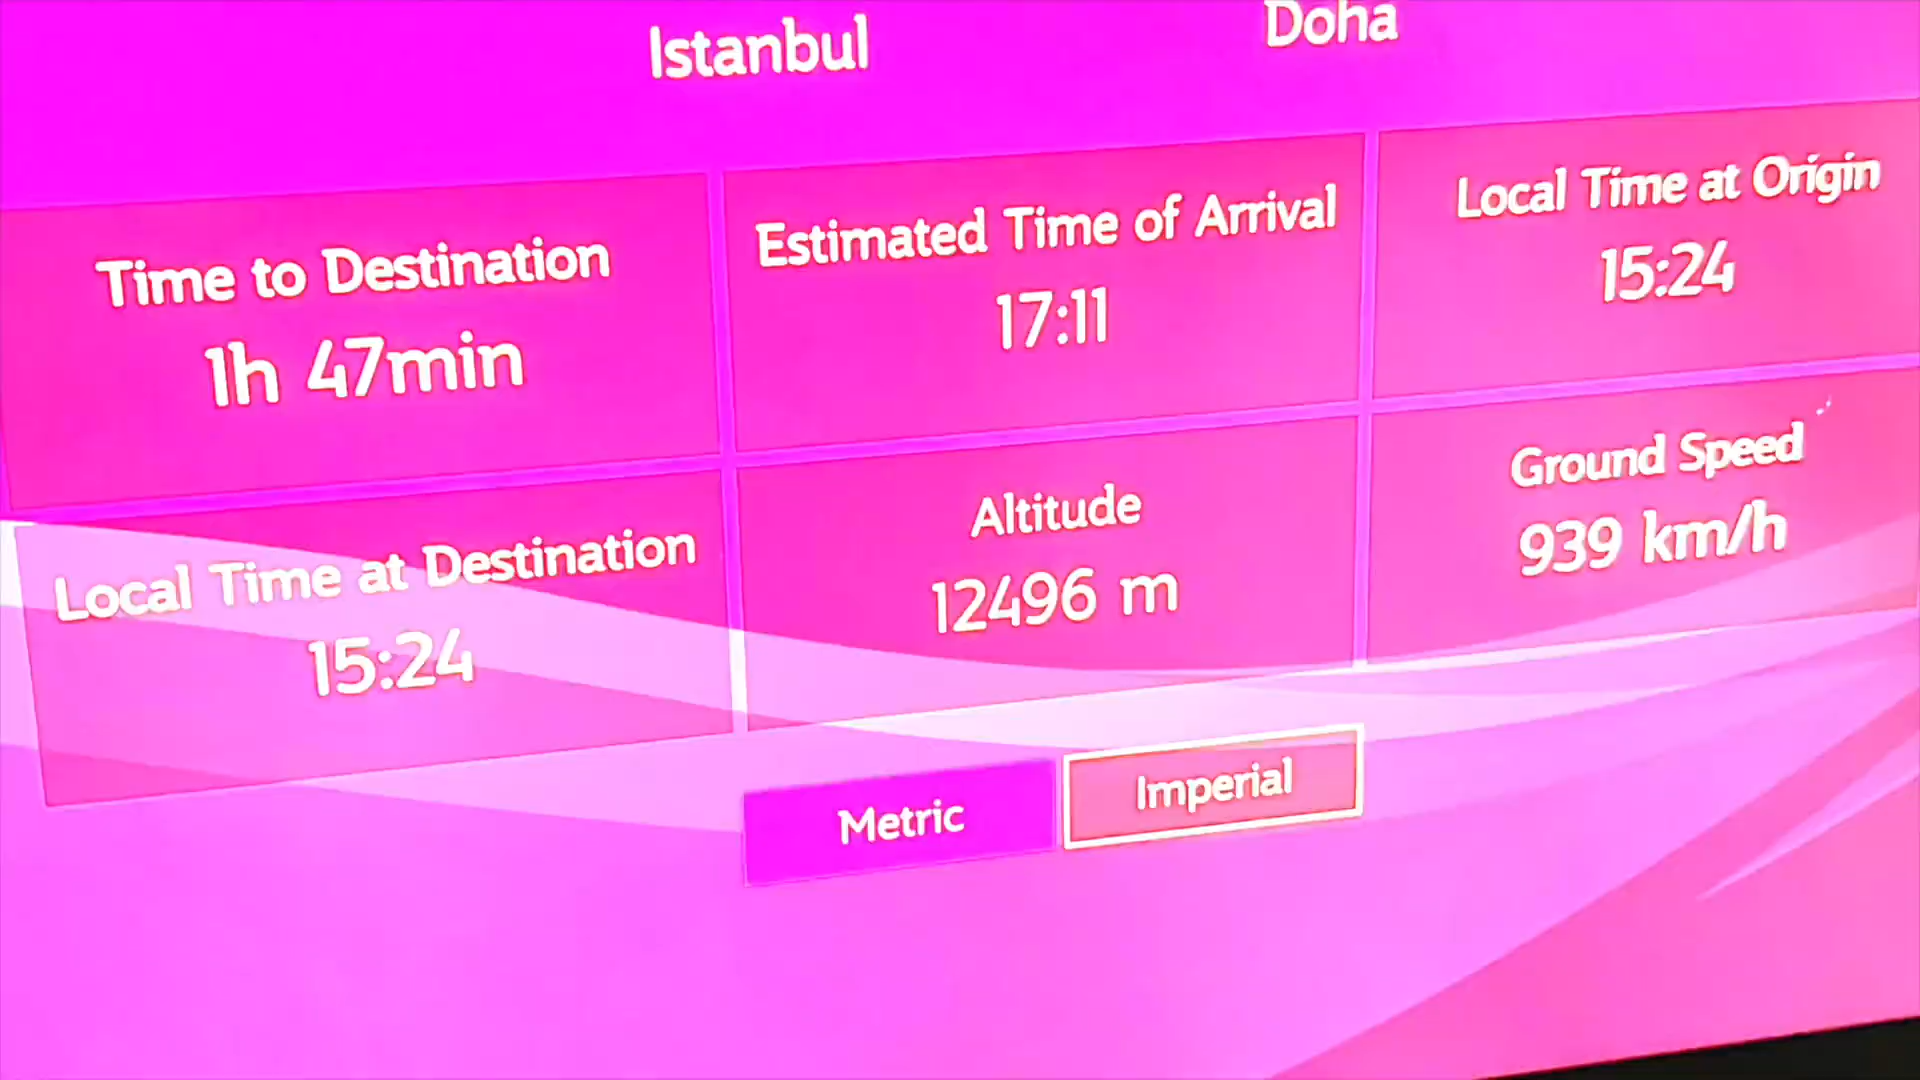 Istanbul
Doha
Time to Destination
1h 47min
Estimated Time of Arrival
17:11
Local Time at Origin
15:24
Local Time at Destination
15:24
Altitude
12496 m
Ground Speed
939 km/h
Metric
Imperial